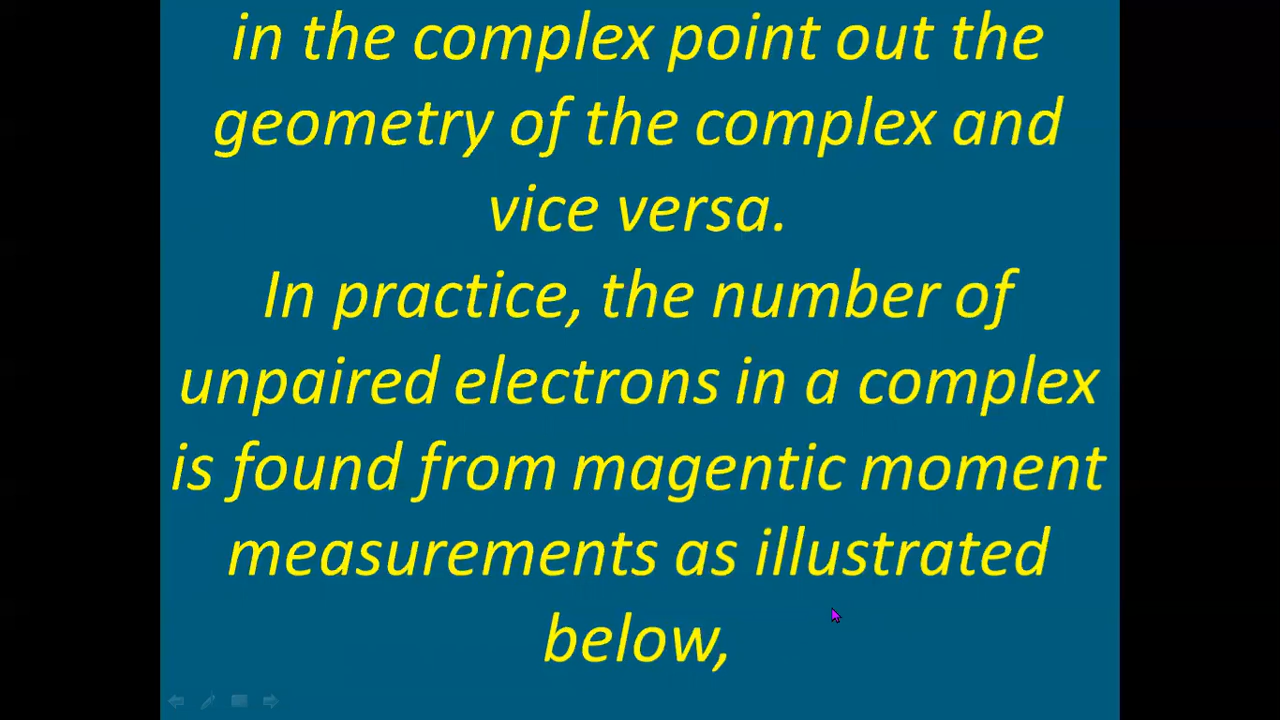 in the complex point out the
geometry of the complex and
vice versa.
In practice, the number of
unpaired electrons in a complex
is found from magentic moment
measurements as illustrated
below,